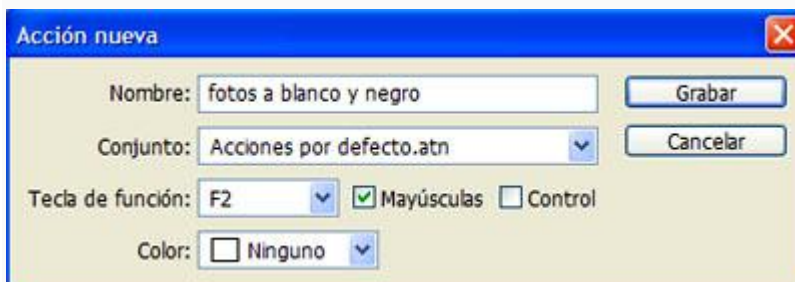 Acción nueva
Nombre: fotos a blanco y negro Grabar
Conjunto: Acciones por defecto.atn Cancelar
Tecla de función: F2 Mayúsculas Control
Color: Ninguno